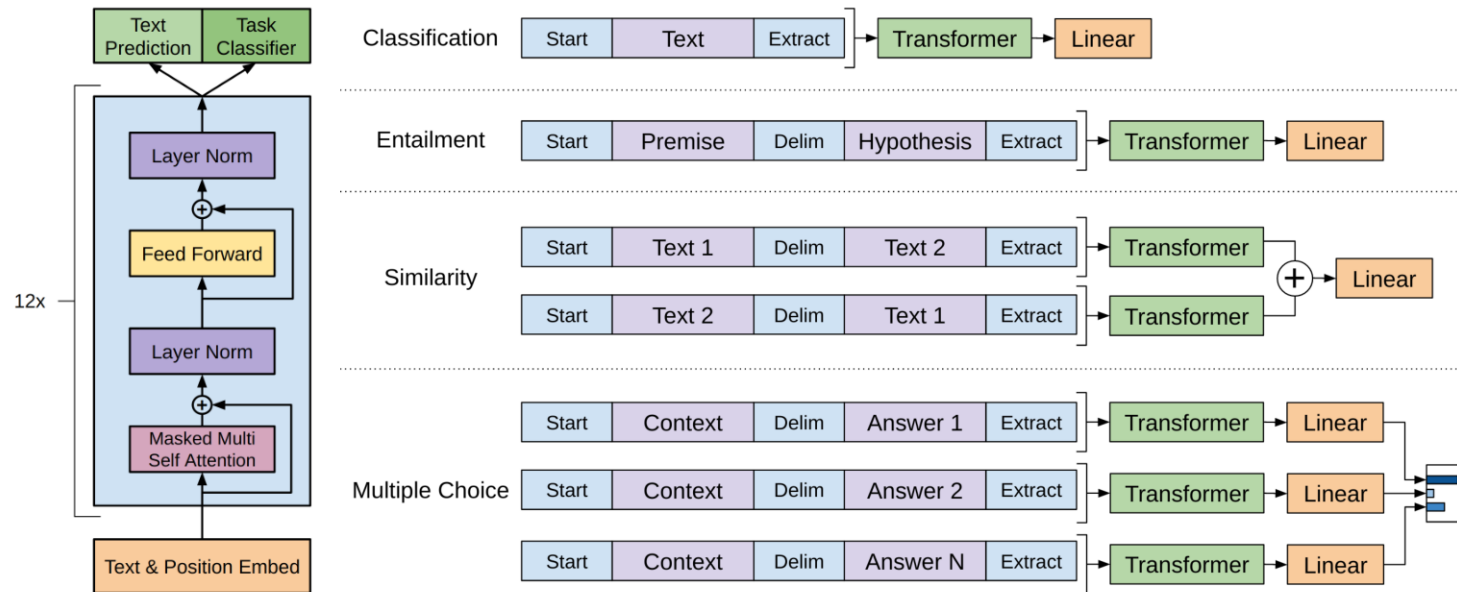 Text Prediction
Task Classifier
12x
Layer Norm
+
Feed Forward
Layer Norm
+
Masked Multi
Self Attention
Text & Position Embed
Classification
Start Text Extract Transformer Linear
Entailment
Start Premise Delim Hypothesis Extract Transformer Linear
Similarity
Start Text 1 Delim Text 2 Extract Transformer
+ Linear
Start Text 2 Delim Text 1 Extract Transformer
Multiple Choice
Start Context Delim Answer 1 Extract Transformer Linear
Start Context Delim Answer 2 Extract Transformer Linear
Start Context Delim Answer N Extract Transformer Linear